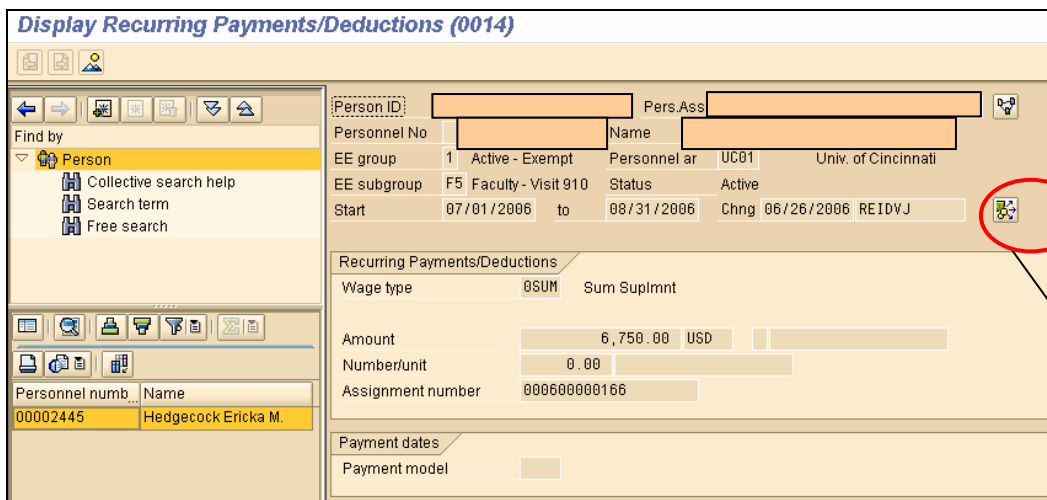 Display Recurring Payments/Deductions (0014)
Find by
Person
Collective search help
Search term
Free search
Personnel numb.. Name
00002445 Hedgecock Ericka M.
Person ID Pers.Ass
Personnel No Name
EE group 1 Active - Exempt Personnel ar UC01 Univ. of Cincinnati
EE subgroup F5 Faculty - Visit 910 Status Active
Start 07/01/2006 to 08/31/2006 Chng 06/26/2006 REIDVJ
Recurring Payments/Deductions
Wage type 0SUM Sum Suplmnt
Amount 6,750.00 USD
Number/unit 0.00
Assignment number 000600000166
Payment dates
Payment model